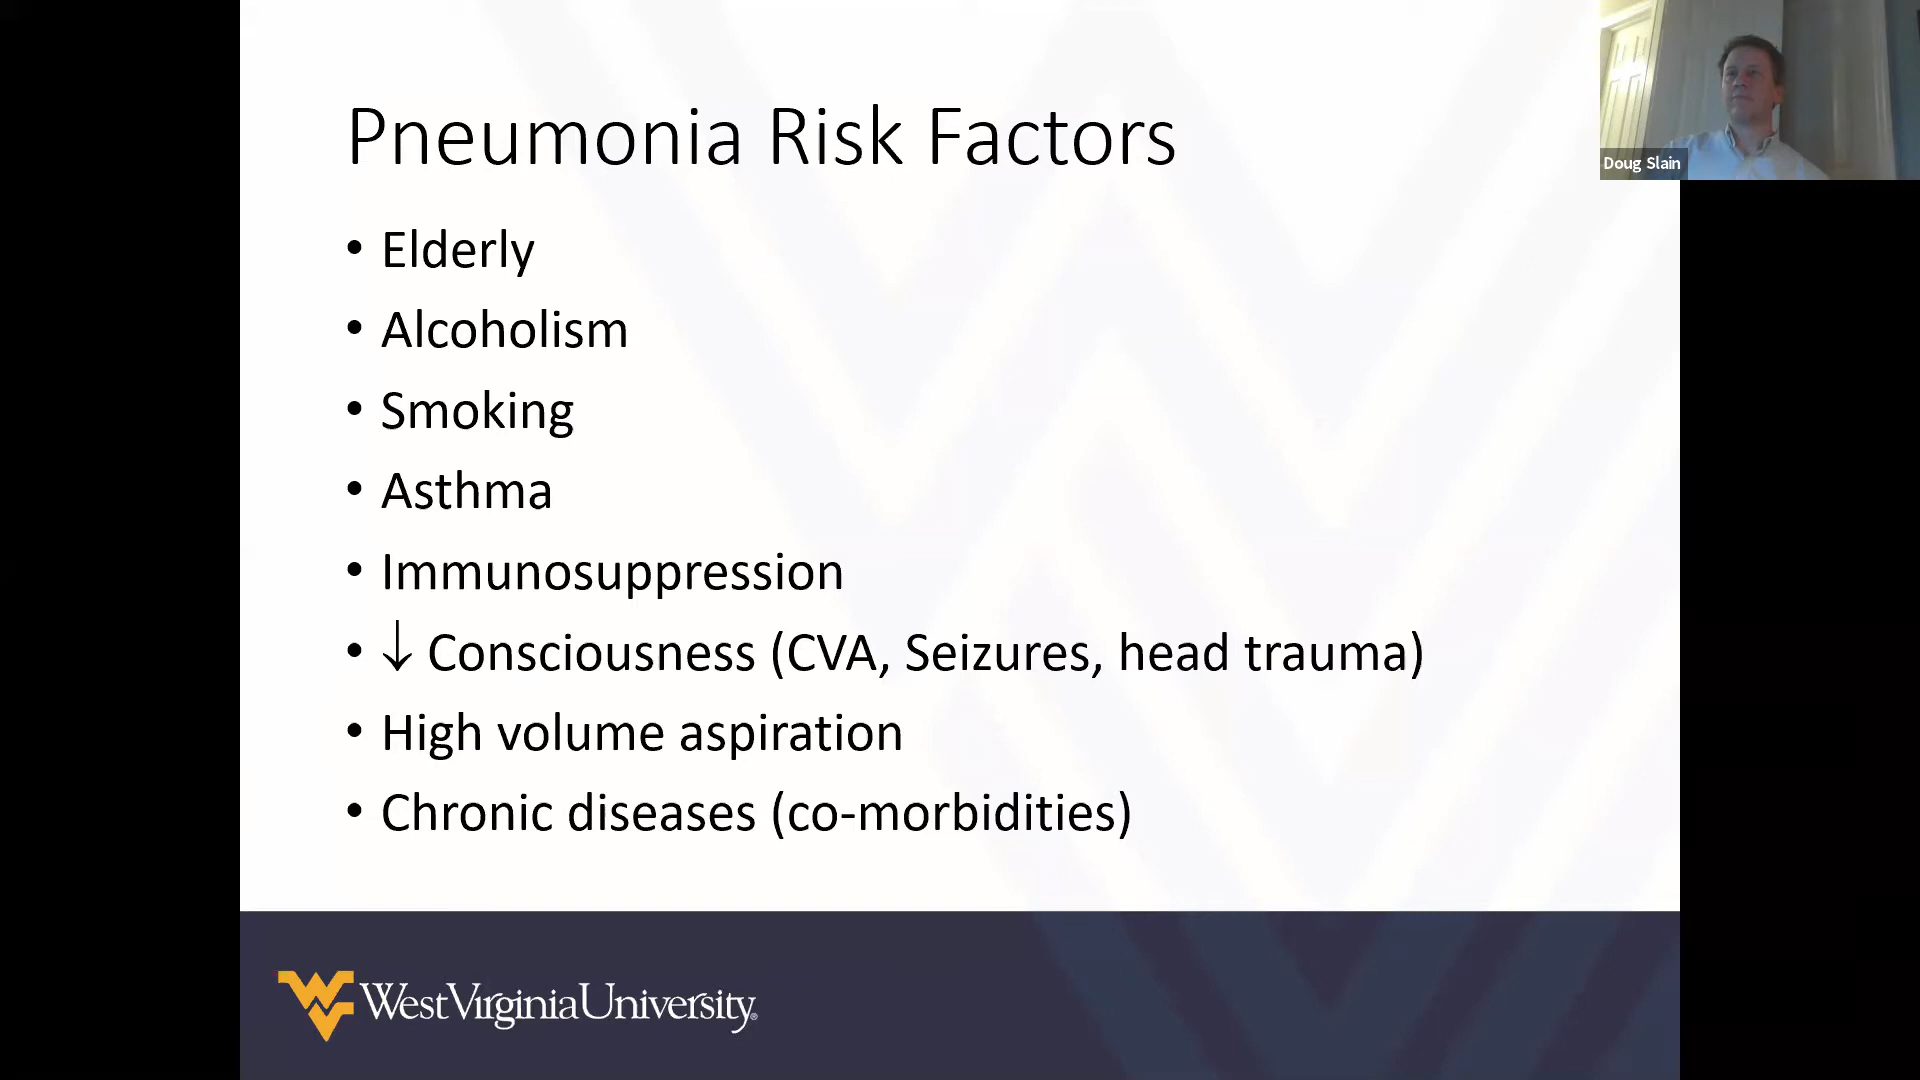 Pneumonia Risk Factors
Doug Slain
• Elderly
• Alcoholism
• Smoking
• Asthma
• Immunosuppression
• ↓ Consciousness (CVA, Seizures, head trauma)
• High volume aspiration
• Chronic diseases (co-morbidities)
WestVirginiaUniversity®